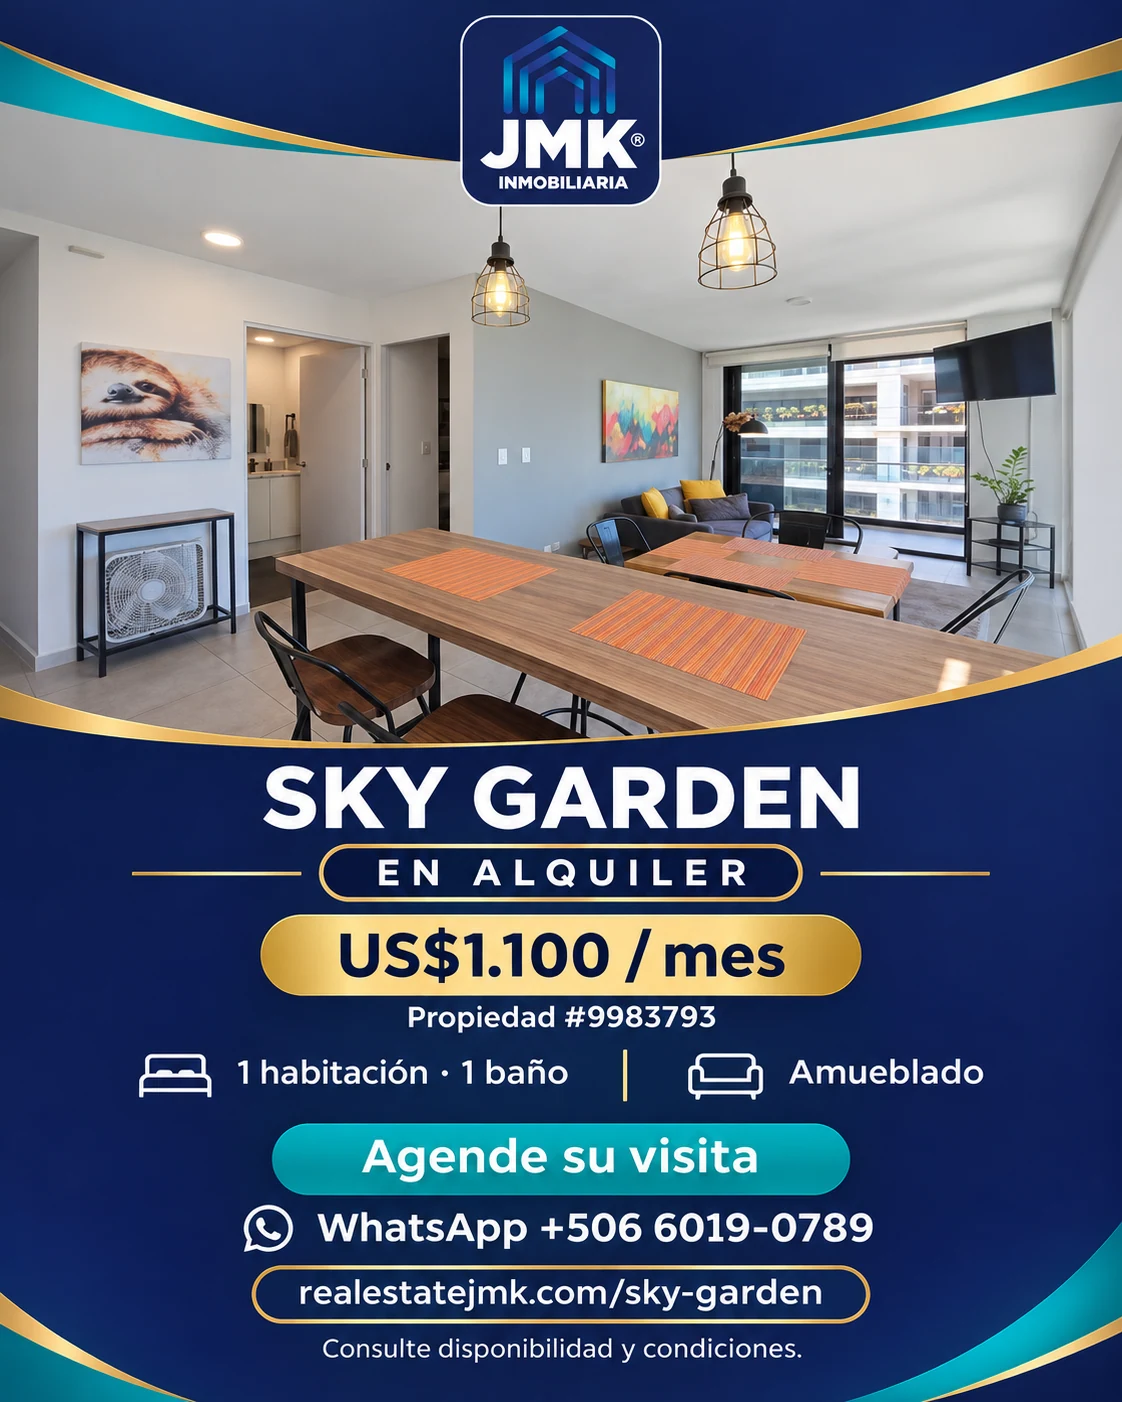 JMK®
INMOBILIARIA
SKY GARDEN
EN ALQUILER
US$1.100 / mes
Propiedad #9983793
1 habitación · 1 baño
Amueblado
Agende su visita
WhatsApp +506 6019-0789
realestatejmk.com/sky-garden
Consulte disponibilidad y condiciones.